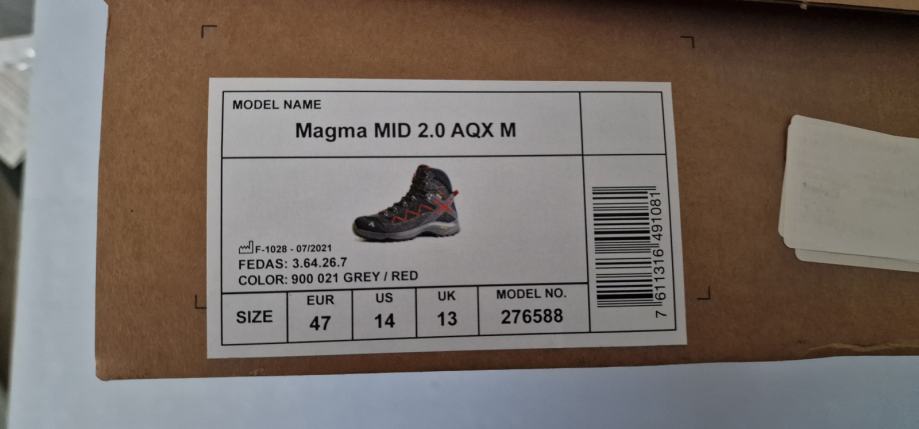 MODEL NAME
Magma MID 2.0 AQX M
F-1028 - 07/2021
FEDAS: 3.64.26.7
COLOR: 900 021 GREY / RED
SIZE
EUR
47
US
14
UK
13
MODEL NO.
276588
7 611316 491081